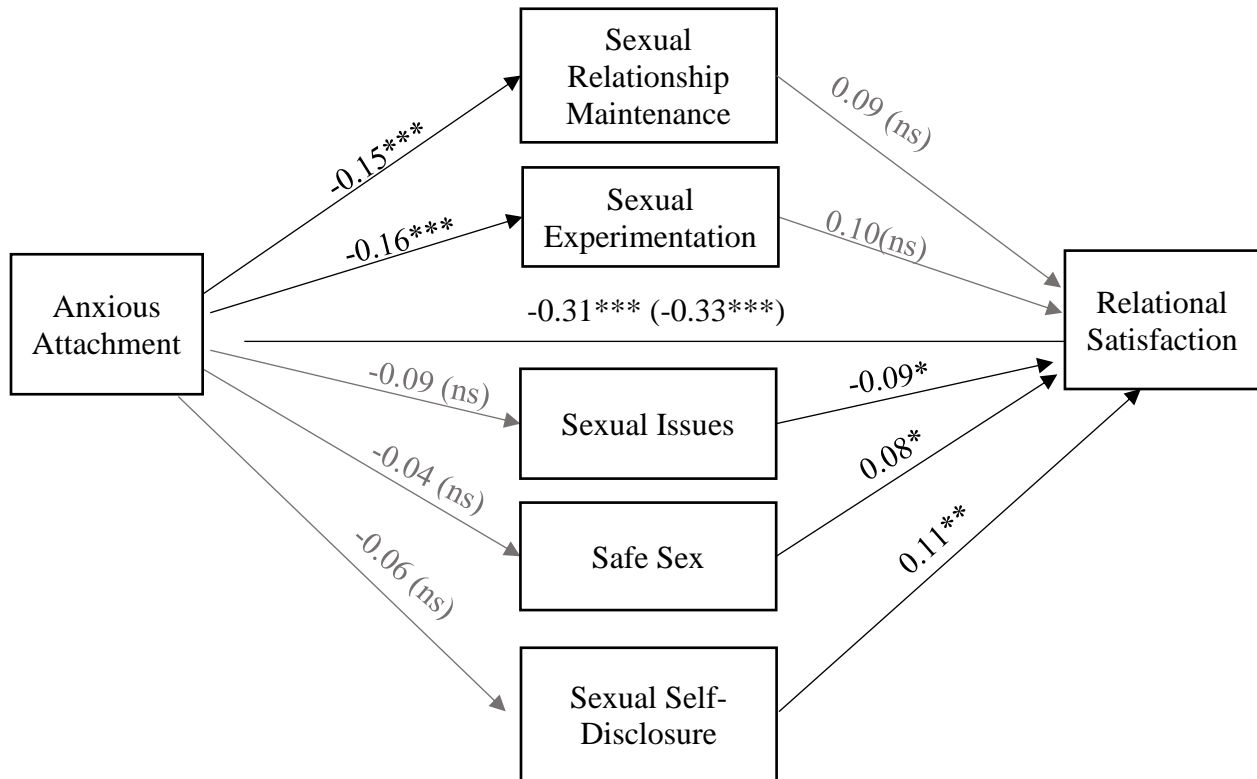 Sexual
Relationship
Maintenance
0.09 (ns)
-0.15***
Sexual
Experimentation
-0.16***
0.10(ns)
Anxious
Attachment
-0.31*** (-0.33***)
Relational
Satisfaction
-0.09 (ns)
Sexual Issues
-0.09*
-0.04 (ns)
Safe Sex
0.08*
-0.06 (ns)
Sexual Self-
Disclosure
0.11**